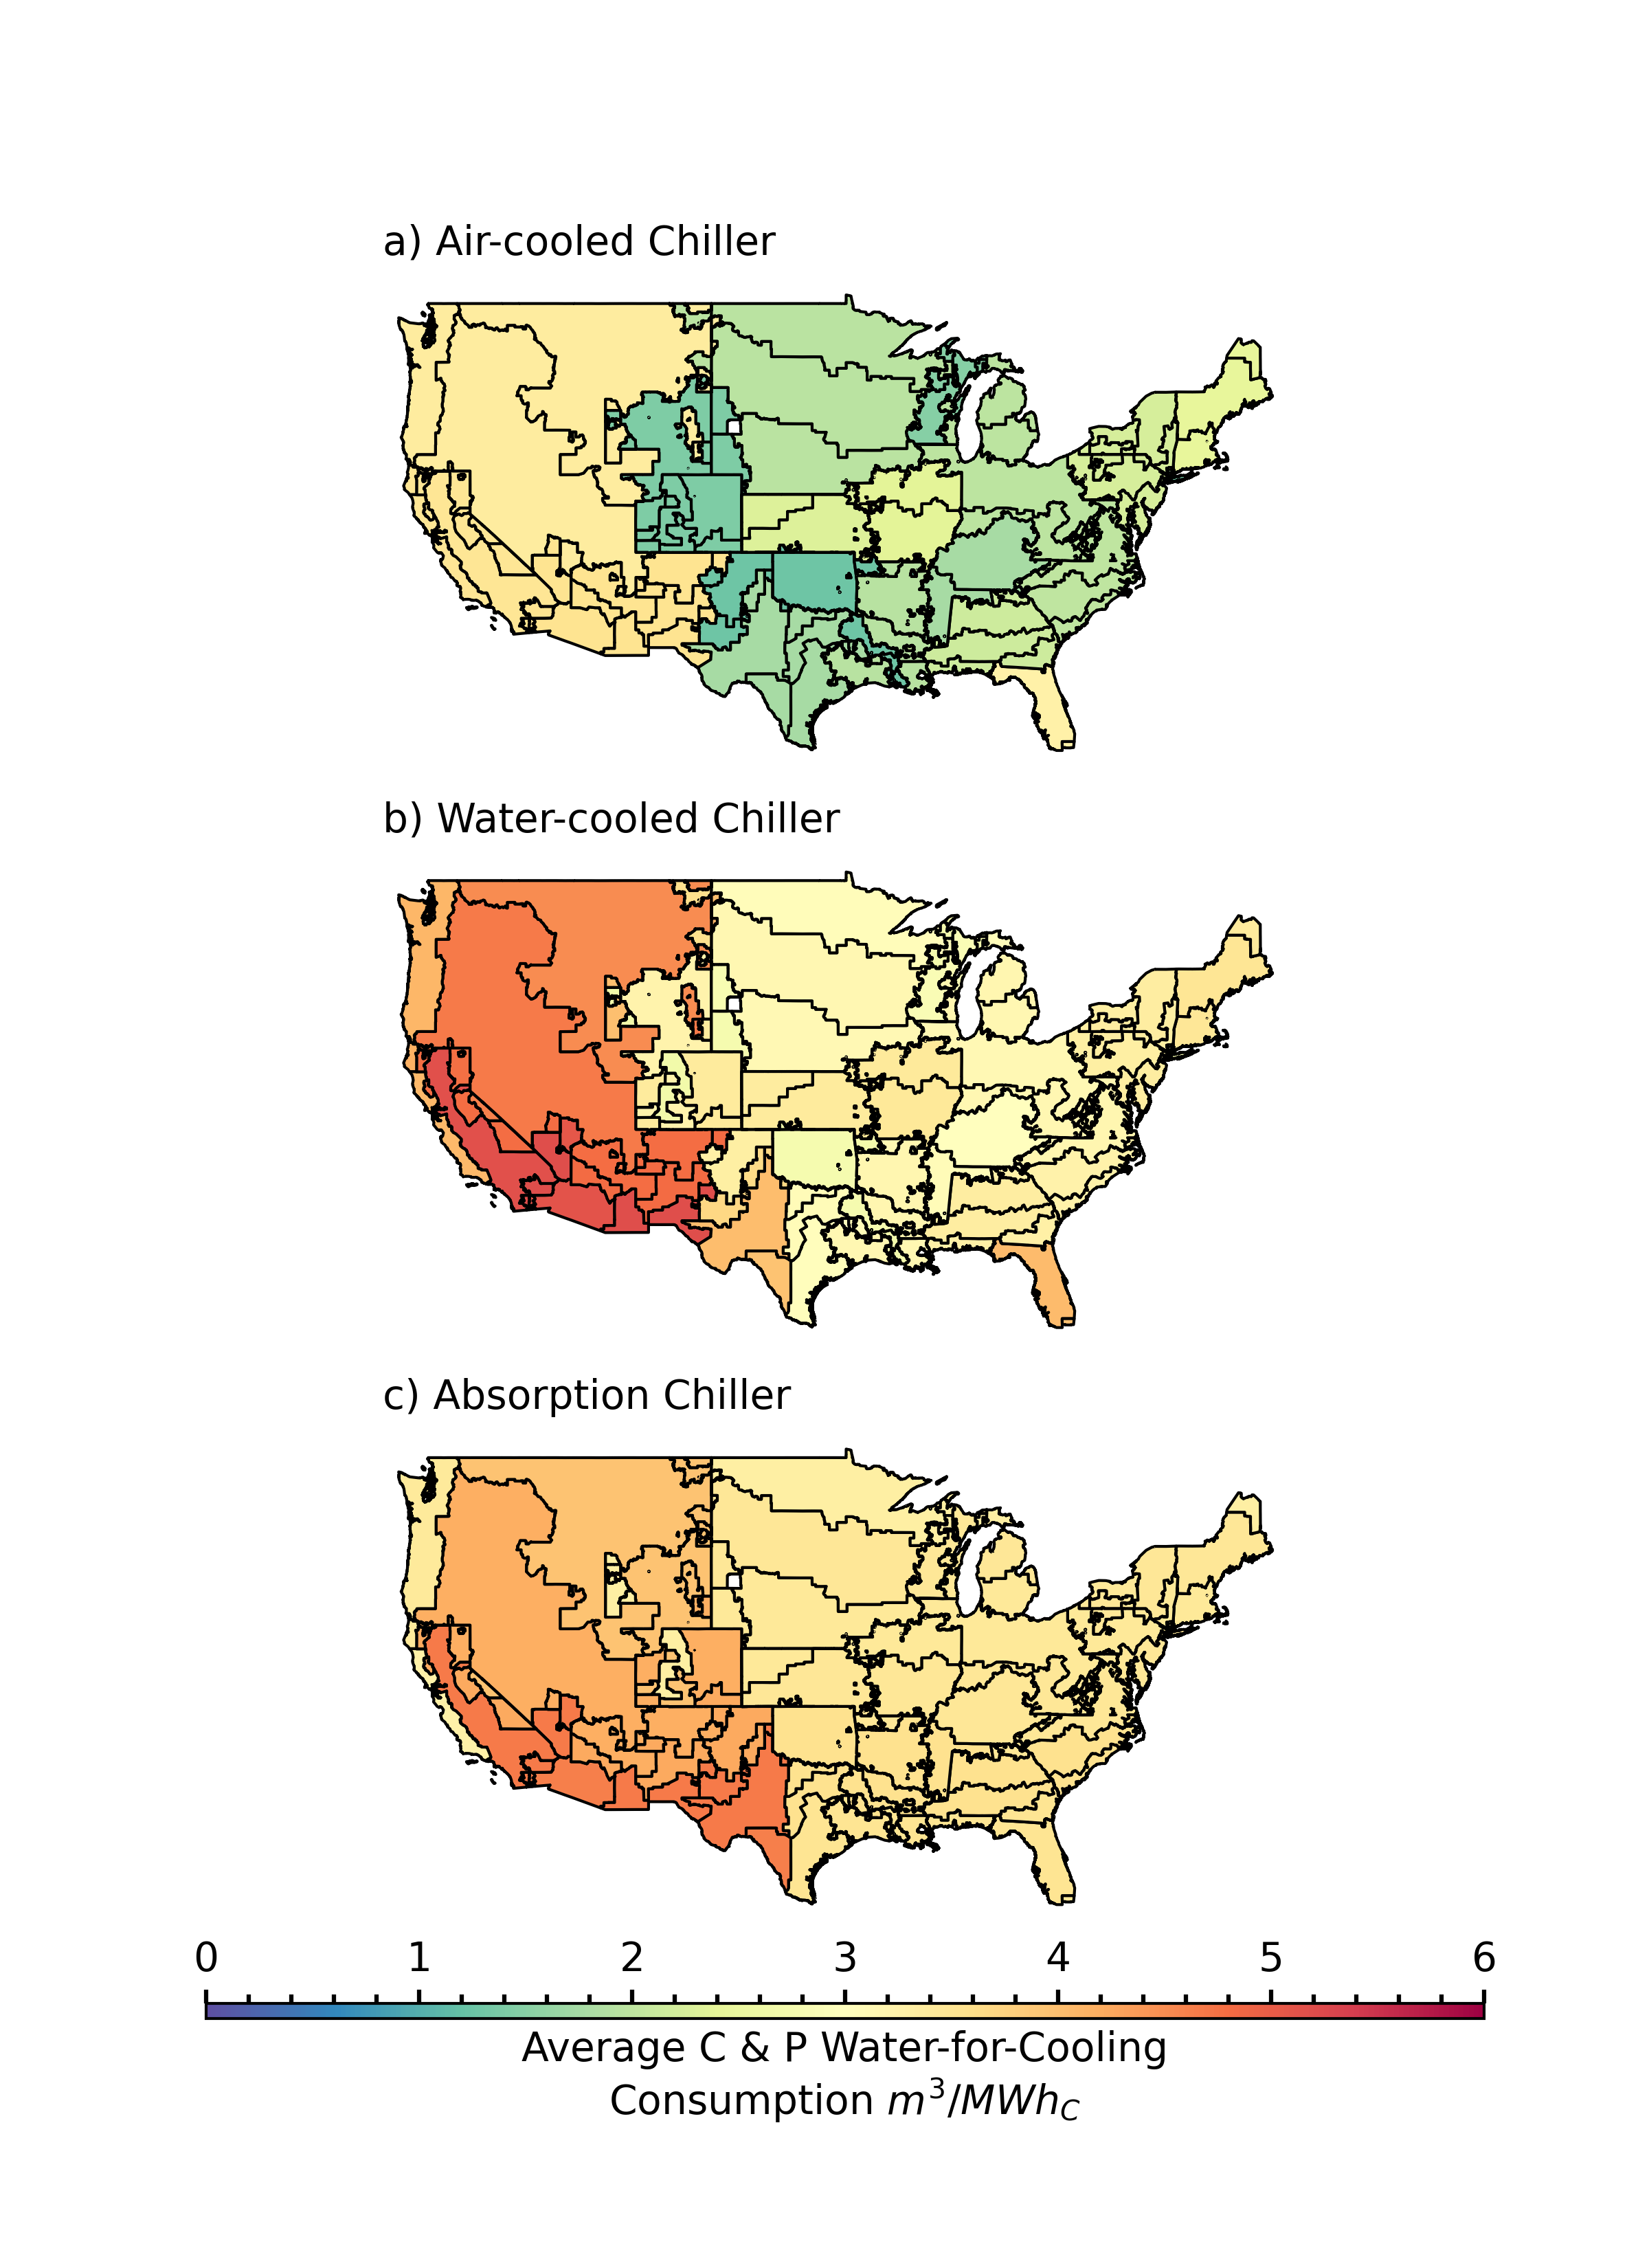 a) Air-cooled Chiller
b) Water-cooled Chiller
c) Absorption Chiller
0 1 2 3 4 5 6
Average C & P Water-for-Cooling
Consumption m³/MWh_C